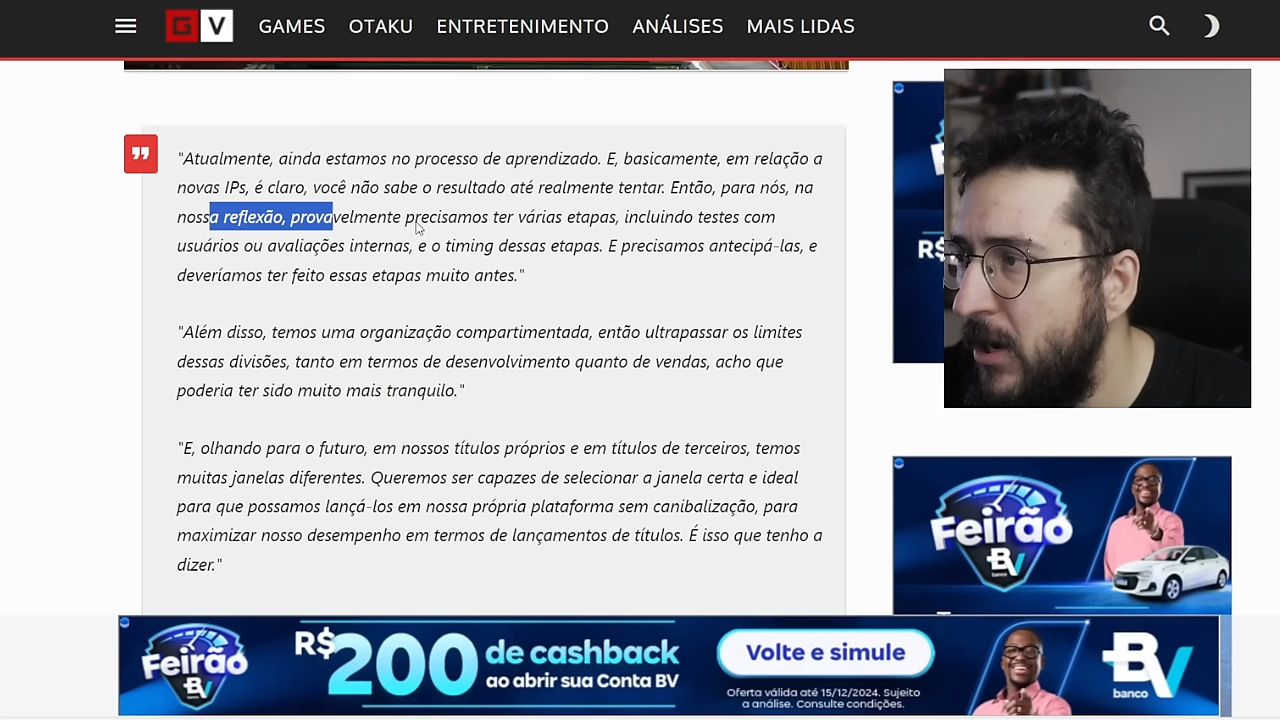 G V GAMES OTAKU ENTRETENIMENTO ANÁLISES MAIS LIDAS
"Atualmente, ainda estamos no processo de aprendizado. E, basicamente, em relação a
novas IPs, é claro, você não sabe o resultado até realmente tentar. Então, para nós, na
nossa reflexão, provavelmente precisamos ter várias etapas, incluindo testes com
usuários ou avaliações internas, e o timing dessas etapas. E precisamos antecipá-las, e
deveríamos ter feito essas etapas muito antes."
"Além disso, temos uma organização compartimentada, então ultrapassar os limites
dessas divisões, tanto em termos de desenvolvimento quanto de vendas, acho que
poderia ter sido muito mais tranquilo."
"E, olhando para o futuro, em nossos títulos próprios e em títulos de terceiros, temos
muitas janelas diferentes. Queremos ser capazes de selecionar a janela certa e ideal
para que possamos lançá-los em nossa própria plataforma sem canibalização, para
maximizar nosso desempenho em termos de lançamentos de títulos. É isso que tenho a
dizer."
R$
Feirão
BV
banco
Feirão
BV
R$200 de cashback
ao abrir sua Conta BV
Volte e simule
Oferta válida até 15/12/2024. Sujeito
a análise. Consulte condições.
BV
banco